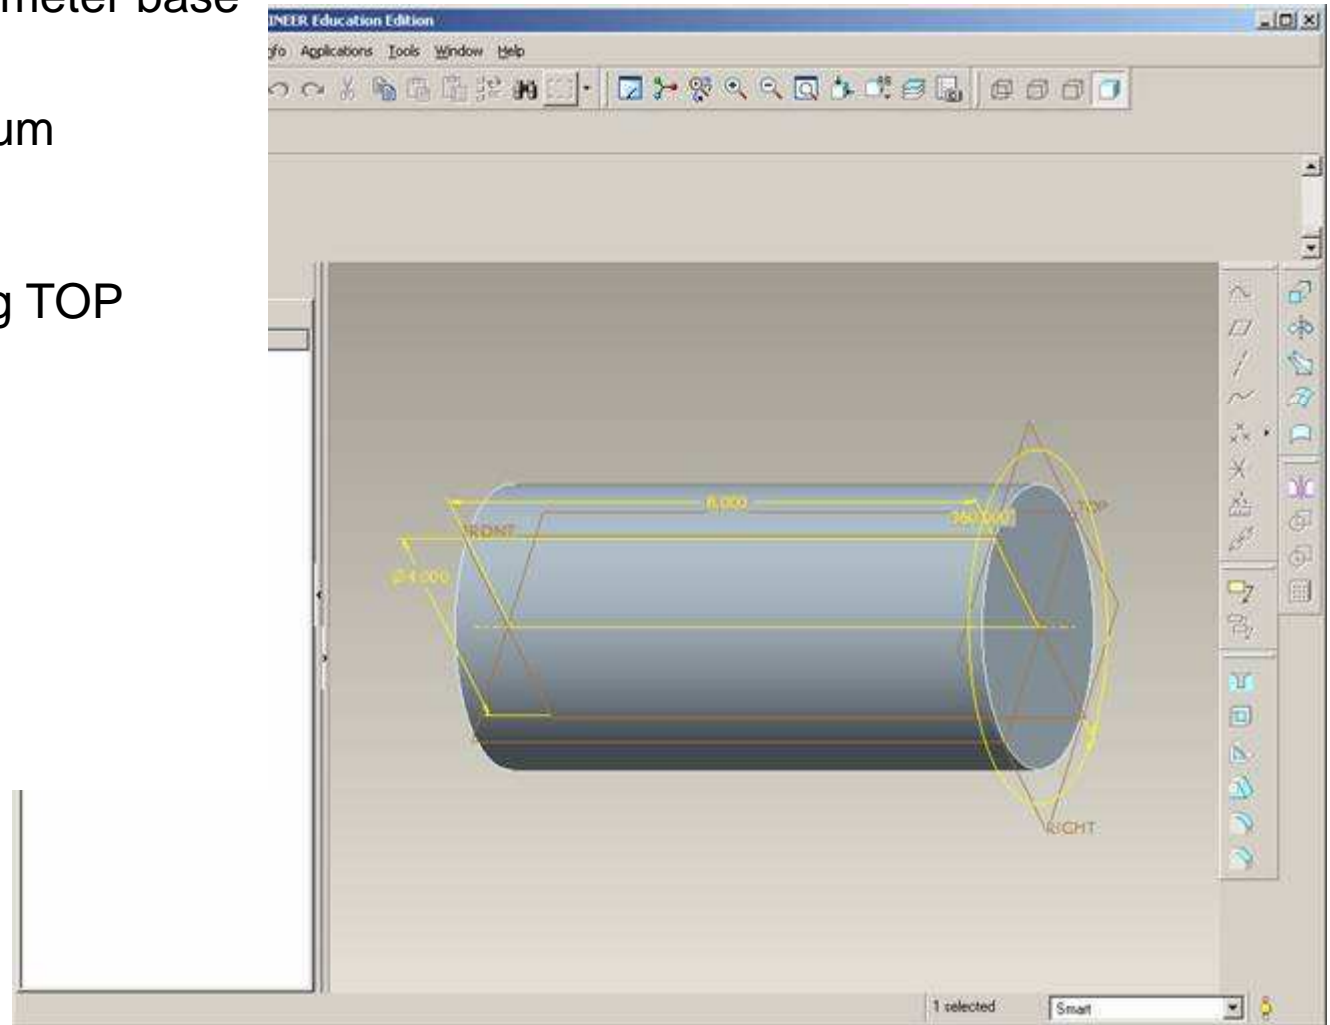 meter base
um
g TOP
INEER Education Edition
nfo Applications Tools Window Help
8.000
360.000
TOP
FRONT
Ø4.000
RIGHT
1 selected
Smart